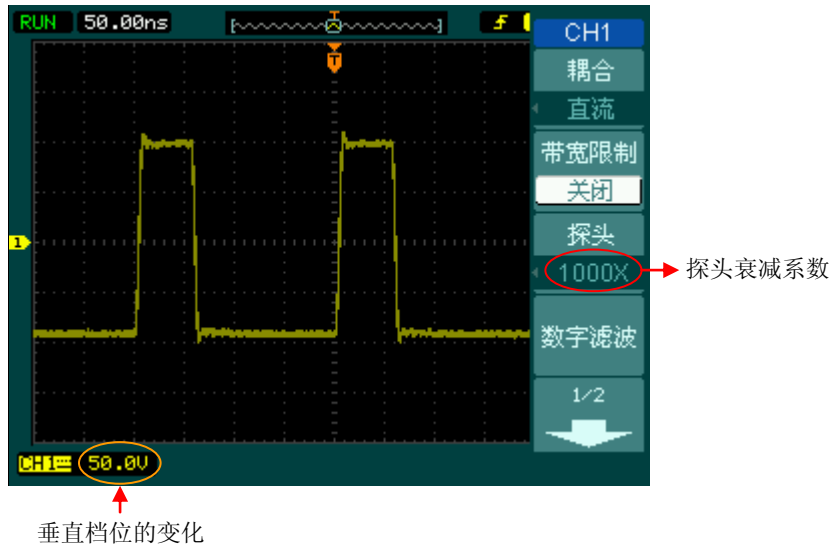 RUN 50.00ns
T
T
CH1
耦合
直流
带宽限制
关闭
探头
1000X
探头衰减系数
数字滤波
1/2
1
CH1 50.0V
垂直档位的变化